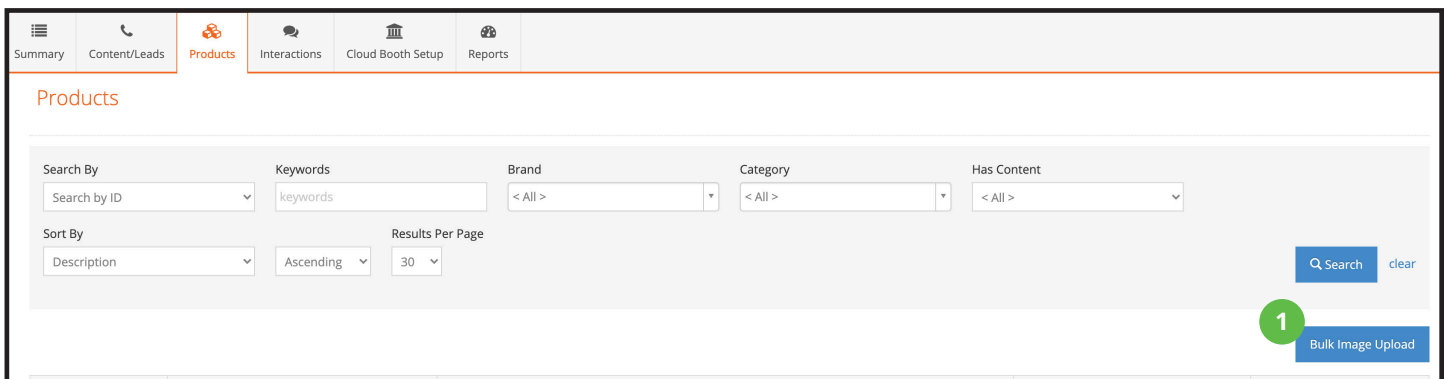 Summary Content/Leads Products Interactions Cloud Booth Setup Reports
Products
Search By Keywords Brand Category Has Content
Search by ID keywords < All > < All > < All >
Sort By Results Per Page
Description Ascending 30 Search clear
1
Bulk Image Upload